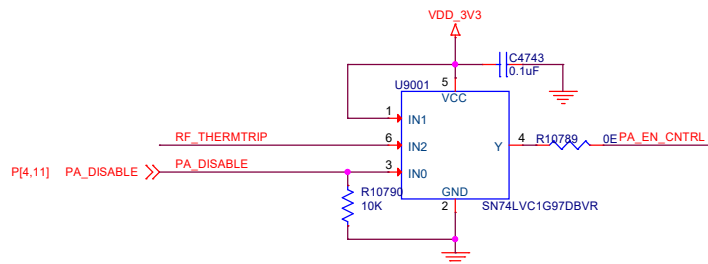 VDD_3V3
C4743
0.1uF
U9001
5
VCC
1
IN1
RF_THERMTRIP
6
IN2
Y
4
R10789
0E
PA_EN_CNTRL
P[4,11]
PA_DISABLE
PA_DISABLE
3
IN0
R10790
10K
GND
2
SN74LVC1G97DBVR